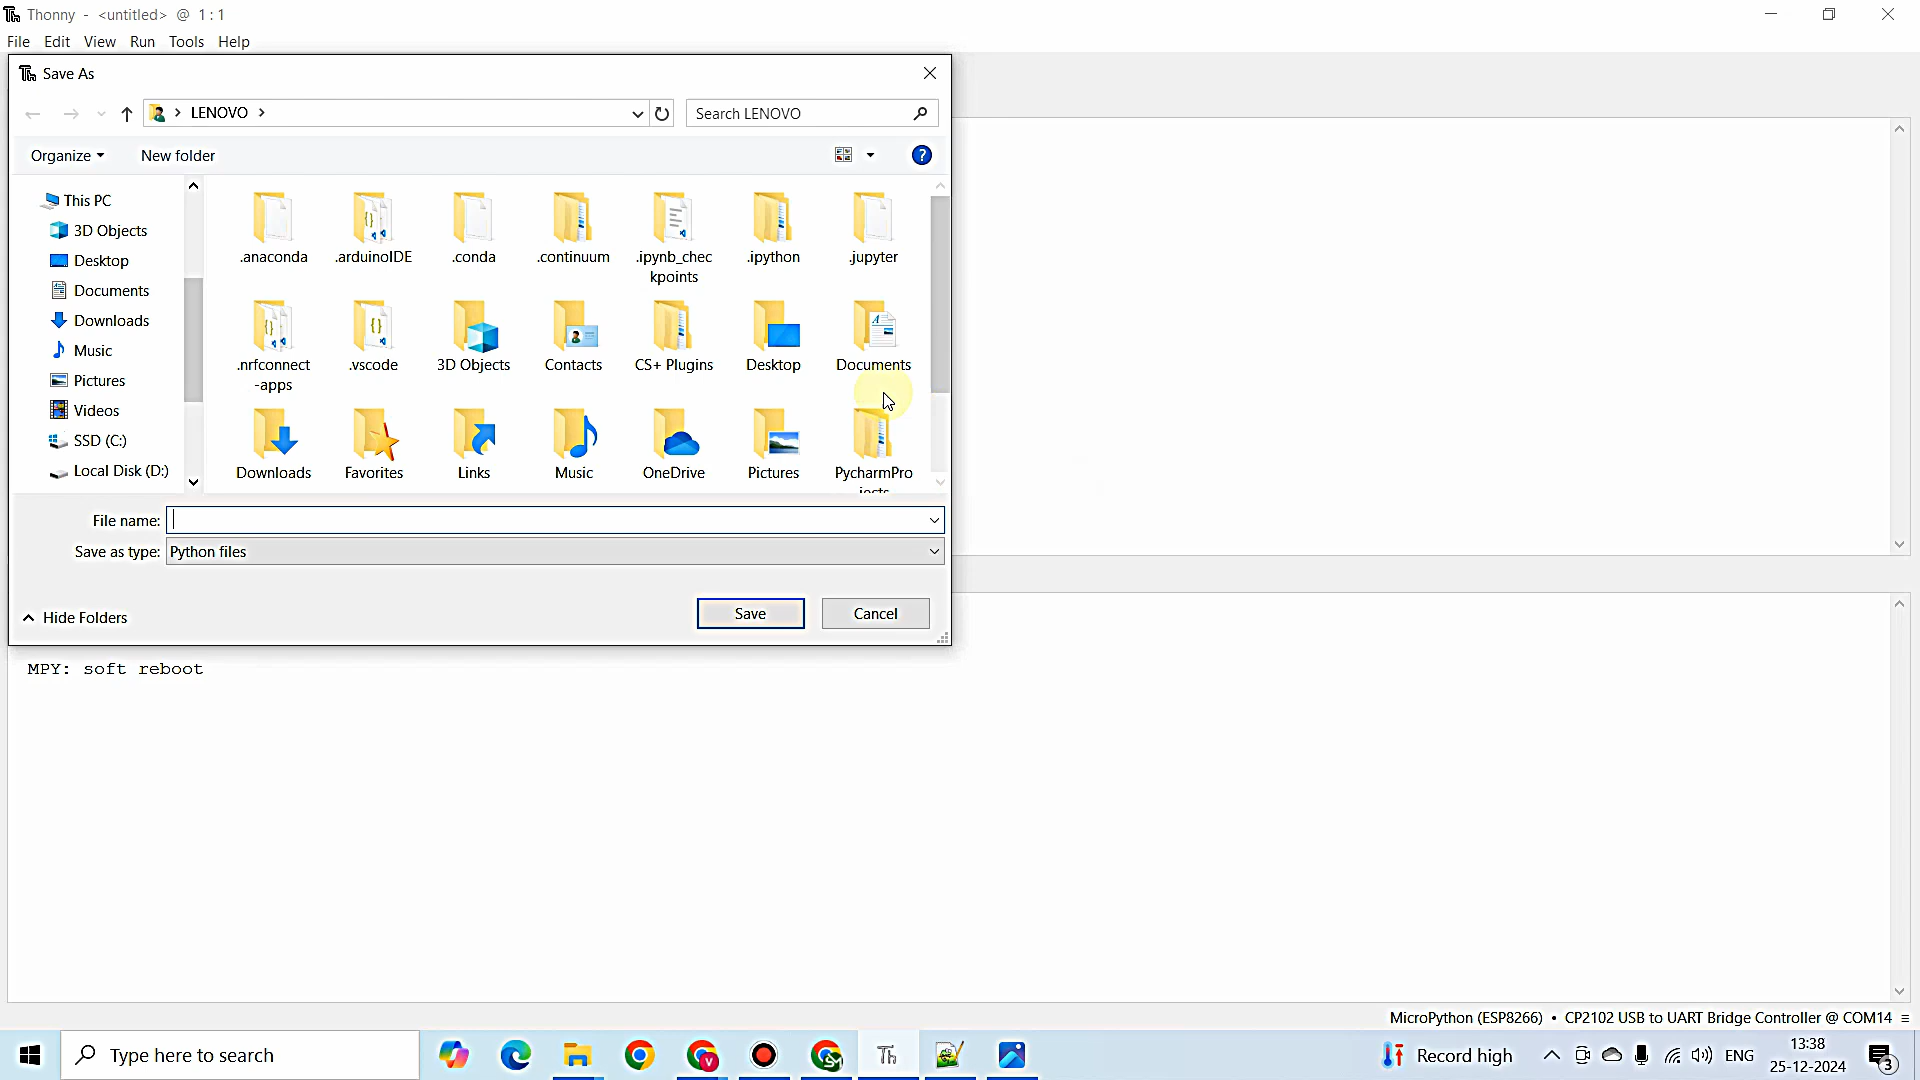 Thonny - <untitled> @ 1:1
File Edit View Run Tools Help
Save As
LENOVO
Search LENOVO
Organize New folder
This PC
3D Objects
Desktop
Documents
Downloads
Music
Pictures
Videos
SSD (C:)
Local Disk (D:)
.anaconda .arduinoIDE .conda .continuum .ipynb_chec .ipython .jupyter
kpoints
.nrfconnect .vscode 3D Objects Contacts CS+ Plugins Desktop Documents
-apps
Downloads Favorites Links Music OneDrive Pictures PycharmPro
jects
File name:
Save as type: Python files
Hide Folders
Save Cancel
MPY: soft reboot
MicroPython (ESP8266) • CP2102 USB to UART Bridge Controller @ COM14
Type here to search
Record high
ENG
13:38
25-12-2024
3